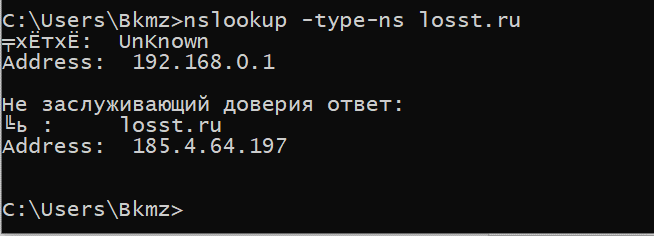 C:\Users\Bkmz>nslookup -type-ns losst.ru
╤хЁтхЁ:  UnKnown
Address:  192.168.0.1
Не заслуживающий доверия ответ:
╚ь :     losst.ru
Address:  185.4.64.197
C:\Users\Bkmz>